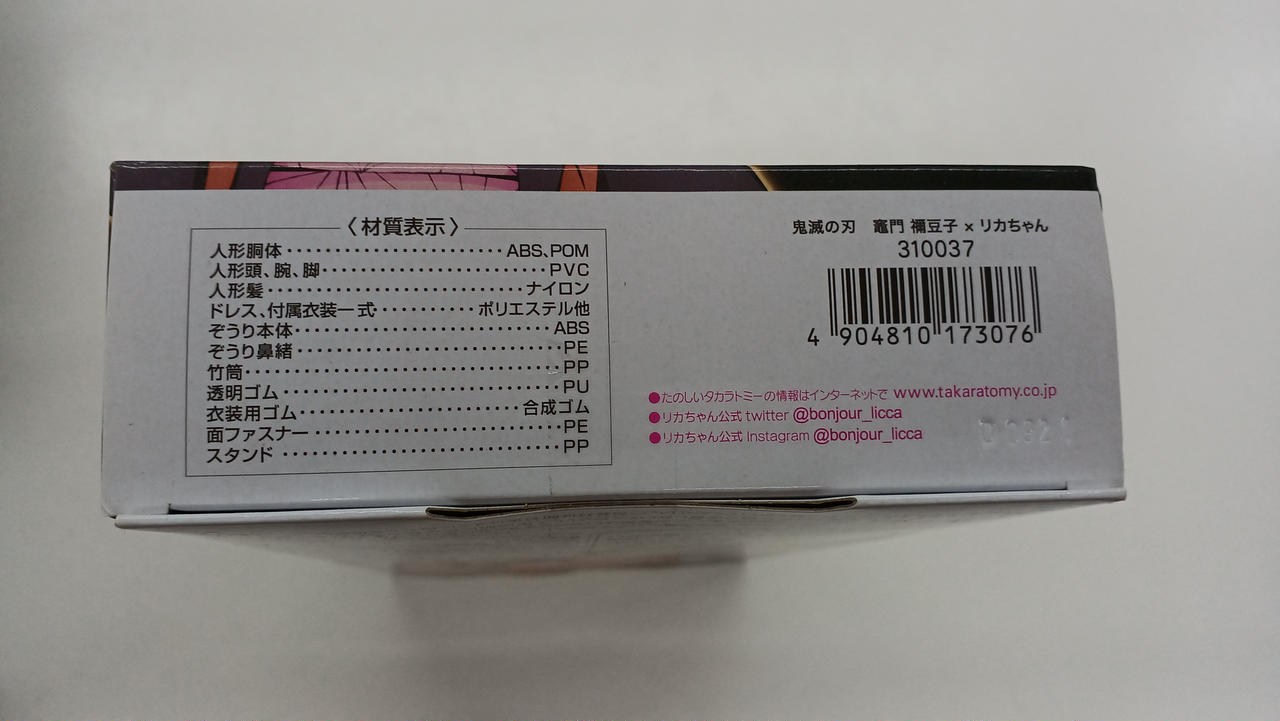 〈材質表示〉
人形胴体‥‥‥‥‥‥‥‥‥‥‥ABS、POM
人形頭、腕、脚‥‥‥‥‥‥‥‥‥‥‥PVC
人形髪‥‥‥‥‥‥‥‥‥‥‥‥‥ナイロン
ドレス、付属衣装一式‥‥‥‥‥ポリエステル他
ぞうり本体‥‥‥‥‥‥‥‥‥‥‥‥‥ABS
ぞうり鼻緒‥‥‥‥‥‥‥‥‥‥‥‥‥PE
竹筒‥‥‥‥‥‥‥‥‥‥‥‥‥‥‥‥PP
透明ゴム‥‥‥‥‥‥‥‥‥‥‥‥‥‥PU
衣装用ゴム‥‥‥‥‥‥‥‥‥‥‥合成ゴム
面ファスナー‥‥‥‥‥‥‥‥‥‥‥‥PE
スタンド‥‥‥‥‥‥‥‥‥‥‥‥‥‥PP
鬼滅の刃　竈門 禰豆子 × リカちゃん
310037
4 904810 173076
●たのしいタカラトミーの情報はインターネットで www.takaratomy.co.jp
●リカちゃん公式 twitter @bonjour_licca
●リカちゃん公式 Instagram @bonjour_licca